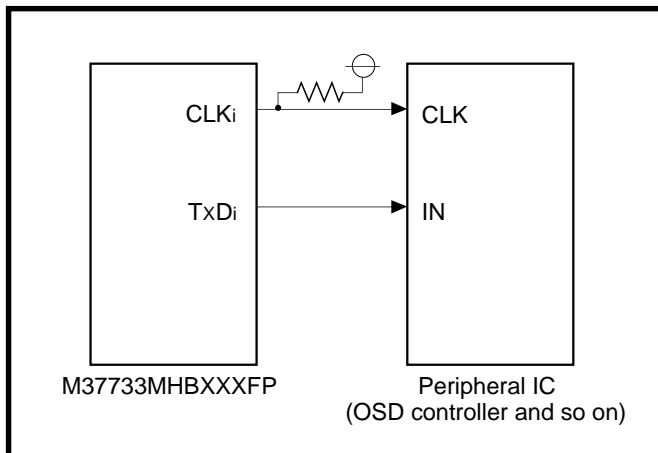 CLKi
CLK
TxDi
IN
M37733MHBXXXFP
Peripheral IC
(OSD controller and so on)